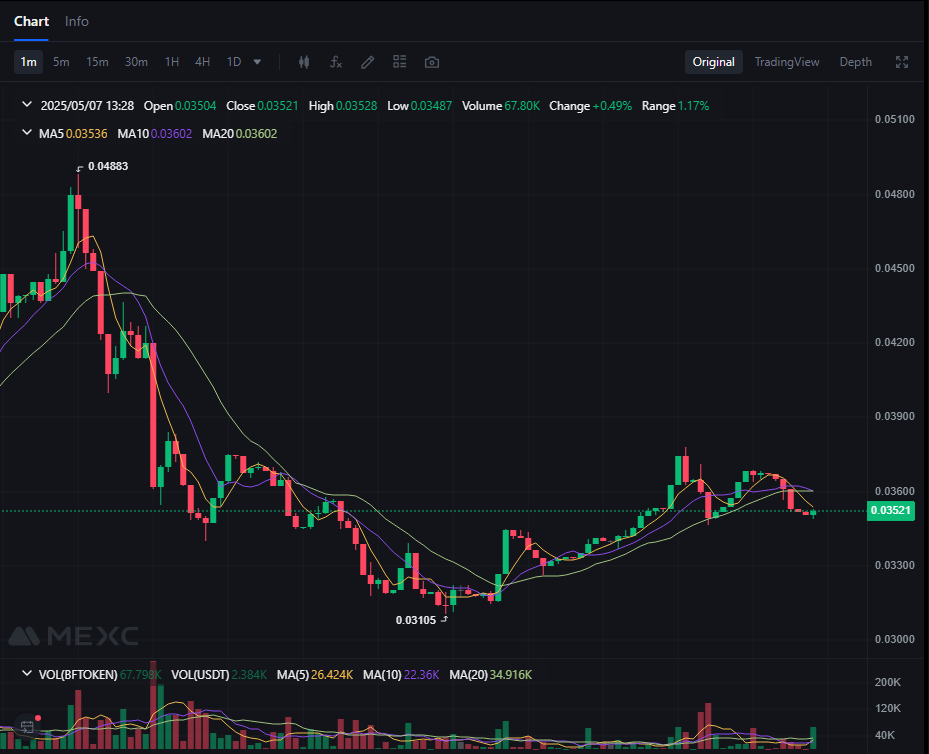 Chart Info
1m 5m 15m 30m 1H 4H 1D Original TradingView Depth
2025/05/07 13:28 Open 0.03504 Close 0.03521 High 0.03528 Low 0.03487 Volume 67.80K Change +0.49% Range 1.17%
MA5 0.03536 MA10 0.03602 MA20 0.03602
0.05100
0.04883
0.04800
0.04500
0.04200
0.03900
0.03600
0.03521
0.03300
0.03105
0.03000
MEXC
VOL(BFTOKEN) 67.798K VOL(USDT) 2.384K MA(5) 26.424K MA(10) 22.36K MA(20) 34.916K
200K
120K
40K